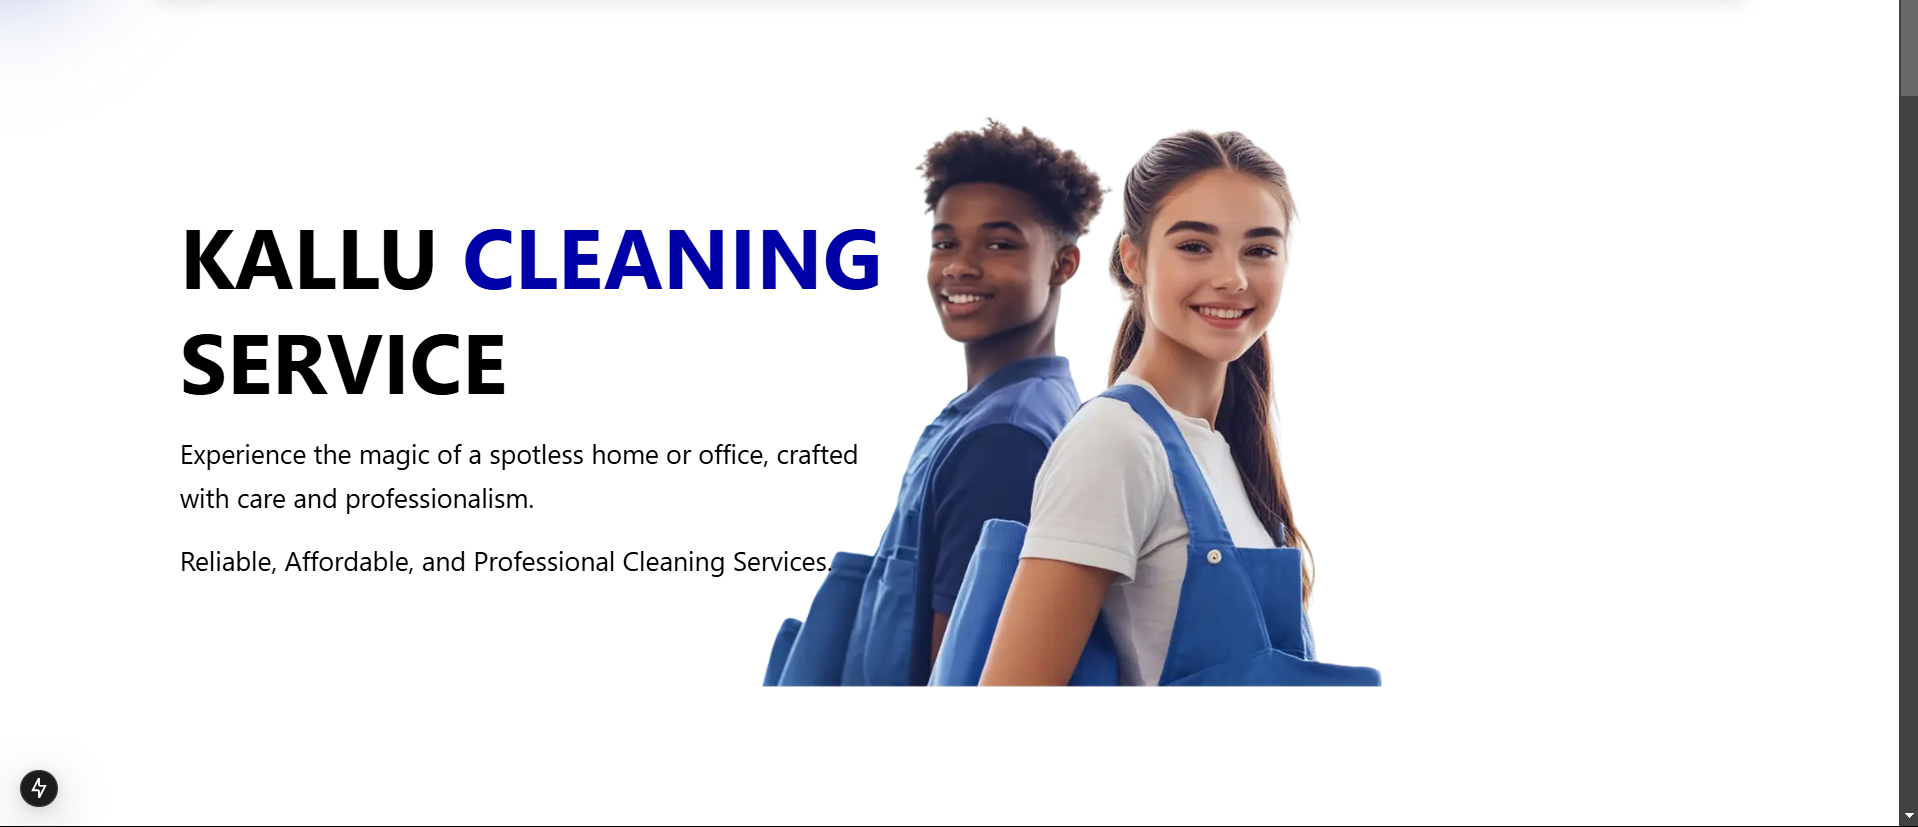 KALLU CLEANING
SERVICE
Experience the magic of a spotless home or office, crafted
with care and professionalism.
Reliable, Affordable, and Professional Cleaning Services.